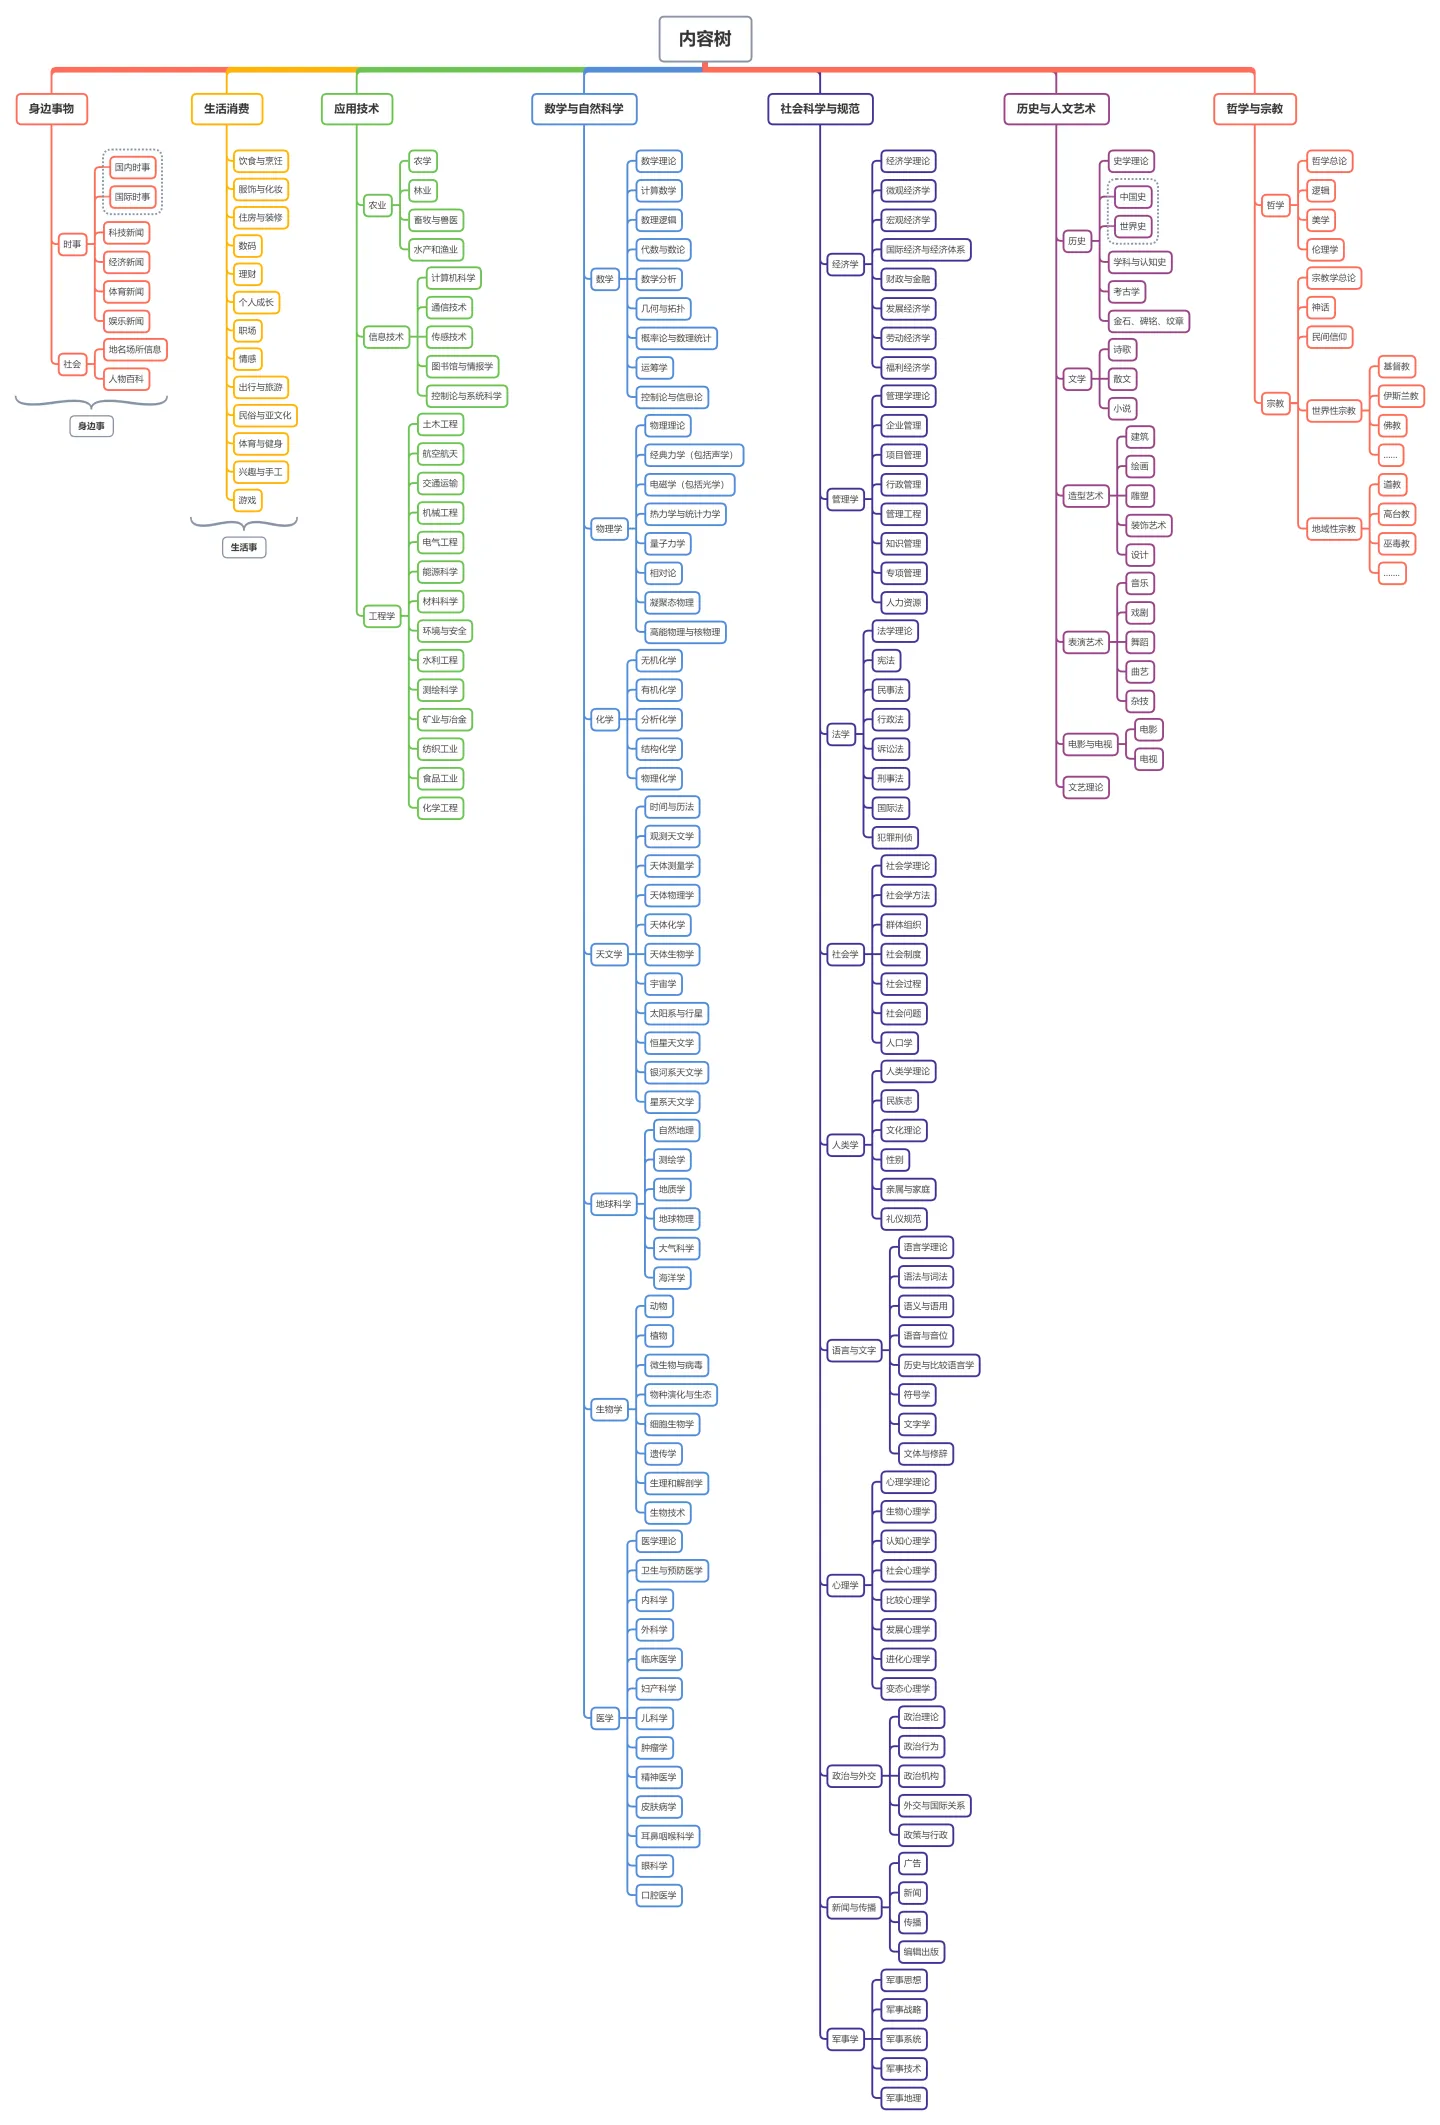 内容树
身边事物
时事
国内时事
国际时事
科技新闻
经济新闻
体育新闻
娱乐新闻
社会
地名场所信息
人物百科
身边事
生活消费
饮食与烹饪
服饰与化妆
住房与装修
数码
理财
个人成长
职场
情感
出行与旅游
民俗与亚文化
体育与健身
兴趣与手工
游戏
生活事
应用技术
农业
农学
林业
畜牧与兽医
水产和渔业
信息技术
计算机科学
通信技术
传感技术
图书馆与情报学
控制论与系统科学
工程学
土木工程
航空航天
交通运输
机械工程
电气工程
能源科学
材料科学
环境与安全
水利工程
测绘科学
矿业与冶金
纺织工业
食品工业
化学工程
数学与自然科学
数学
数学理论
计算数学
数理逻辑
代数与数论
数学分析
几何与拓扑
概率论与数理统计
运筹学
控制论与信息论
物理学
物理理论
经典力学（包括声学）
电磁学（包括光学）
热力学与统计力学
量子力学
相对论
凝聚态物理
高能物理与核物理
化学
无机化学
有机化学
分析化学
结构化学
物理化学
天文学
时间与历法
观测天文学
天体测量学
天体物理学
天体化学
天体生物学
宇宙学
太阳系与行星
恒星天文学
银河系天文学
星系天文学
地球科学
自然地理
测绘学
地质学
地球物理
大气科学
海洋学
生物学
动物
植物
微生物与病毒
物种演化与生态
细胞生物学
遗传学
生理和解剖学
生物技术
医学
医学理论
卫生与预防医学
内科学
外科学
临床医学
妇产科学
儿科学
肿瘤学
精神医学
皮肤病学
耳鼻咽喉科学
眼科学
口腔医学
社会科学与规范
经济学
经济学理论
微观经济学
宏观经济学
国际经济与经济体系
财政与金融
发展经济学
劳动经济学
福利经济学
管理学
管理学理论
企业管理
项目管理
行政管理
管理工程
知识管理
专项管理
人力资源
法学
法学理论
宪法
民事法
行政法
诉讼法
刑事法
国际法
犯罪刑侦
社会学
社会学理论
社会学方法
群体组织
社会制度
社会过程
社会问题
人口学
人类学
人类学理论
民族志
文化理论
性别
亲属与家庭
礼仪规范
语言与文字
语言学理论
语法与词法
语义与语用
语音与音位
历史与比较语言学
符号学
文字学
文体与修辞
心理学
心理学理论
生物心理学
认知心理学
社会心理学
比较心理学
发展心理学
进化心理学
变态心理学
政治与外交
政治理论
政治行为
政治机构
外交与国际关系
政策与行政
新闻与传播
广告
新闻
传播
编辑出版
军事学
军事思想
军事战略
军事系统
军事技术
军事地理
历史与人文艺术
历史
史学理论
中国史
世界史
学科与认知史
考古学
金石、碑铭、纹章
文学
诗歌
散文
小说
造型艺术
建筑
绘画
雕塑
装饰艺术
设计
表演艺术
音乐
戏剧
舞蹈
曲艺
杂技
电影与电视
电影
电视
文艺理论
哲学与宗教
哲学
哲学总论
逻辑
美学
伦理学
宗教
宗教学总论
神话
民间信仰
世界性宗教
基督教
伊斯兰教
佛教
……
地域性宗教
道教
高台教
巫毒教
…….